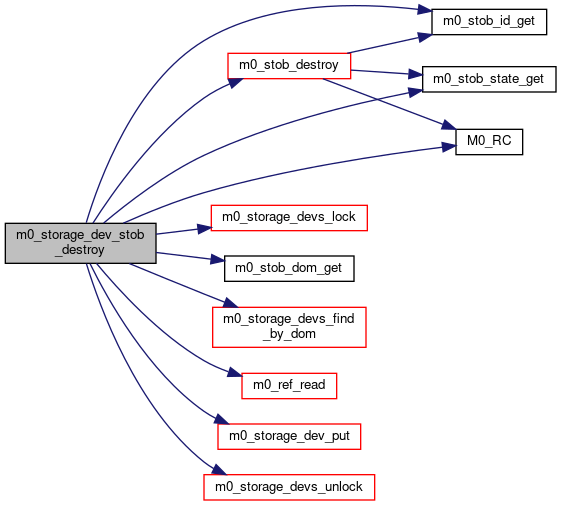 m0_stob_id_get
m0_stob_destroy
m0_stob_state_get
M0_RC
m0_storage_dev_stob
_destroy
m0_storage_devs_lock
m0_stob_dom_get
m0_storage_devs_find
_by_dom
m0_ref_read
m0_storage_dev_put
m0_storage_devs_unlock